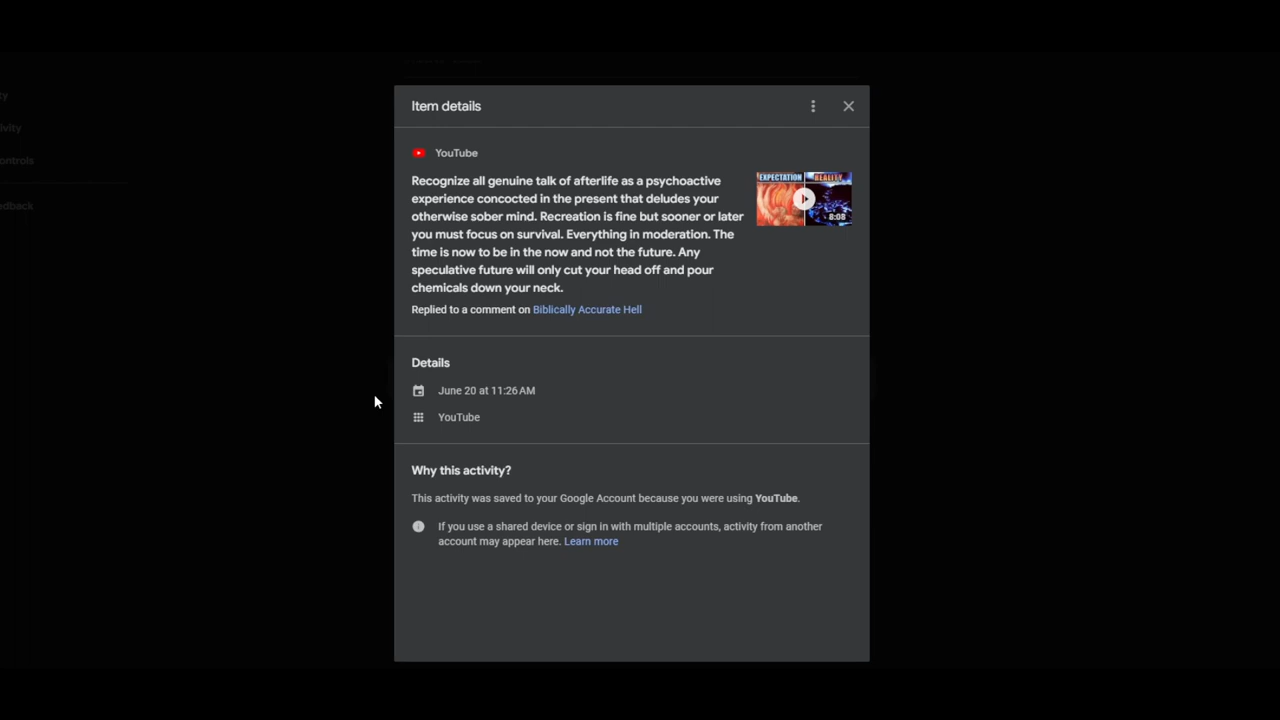 Item details
YouTube
Recognize all genuine talk of afterlife as a psychoactive
experience concocted in the present that deludes your
otherwise sober mind. Recreation is fine but sooner or later
you must focus on survival. Everything in moderation. The
time is now to be in the now and not the future. Any
speculative future will only cut your head off and pour
chemicals down your neck.
EXPECTATION REALITY
8:08
Replied to a comment on Biblically Accurate Hell
Details
June 20 at 11:26 AM
YouTube
Why this activity?
This activity was saved to your Google Account because you were using YouTube.
If you use a shared device or sign in with multiple accounts, activity from another
account may appear here. Learn more
ty
ivity
ontrols
edback